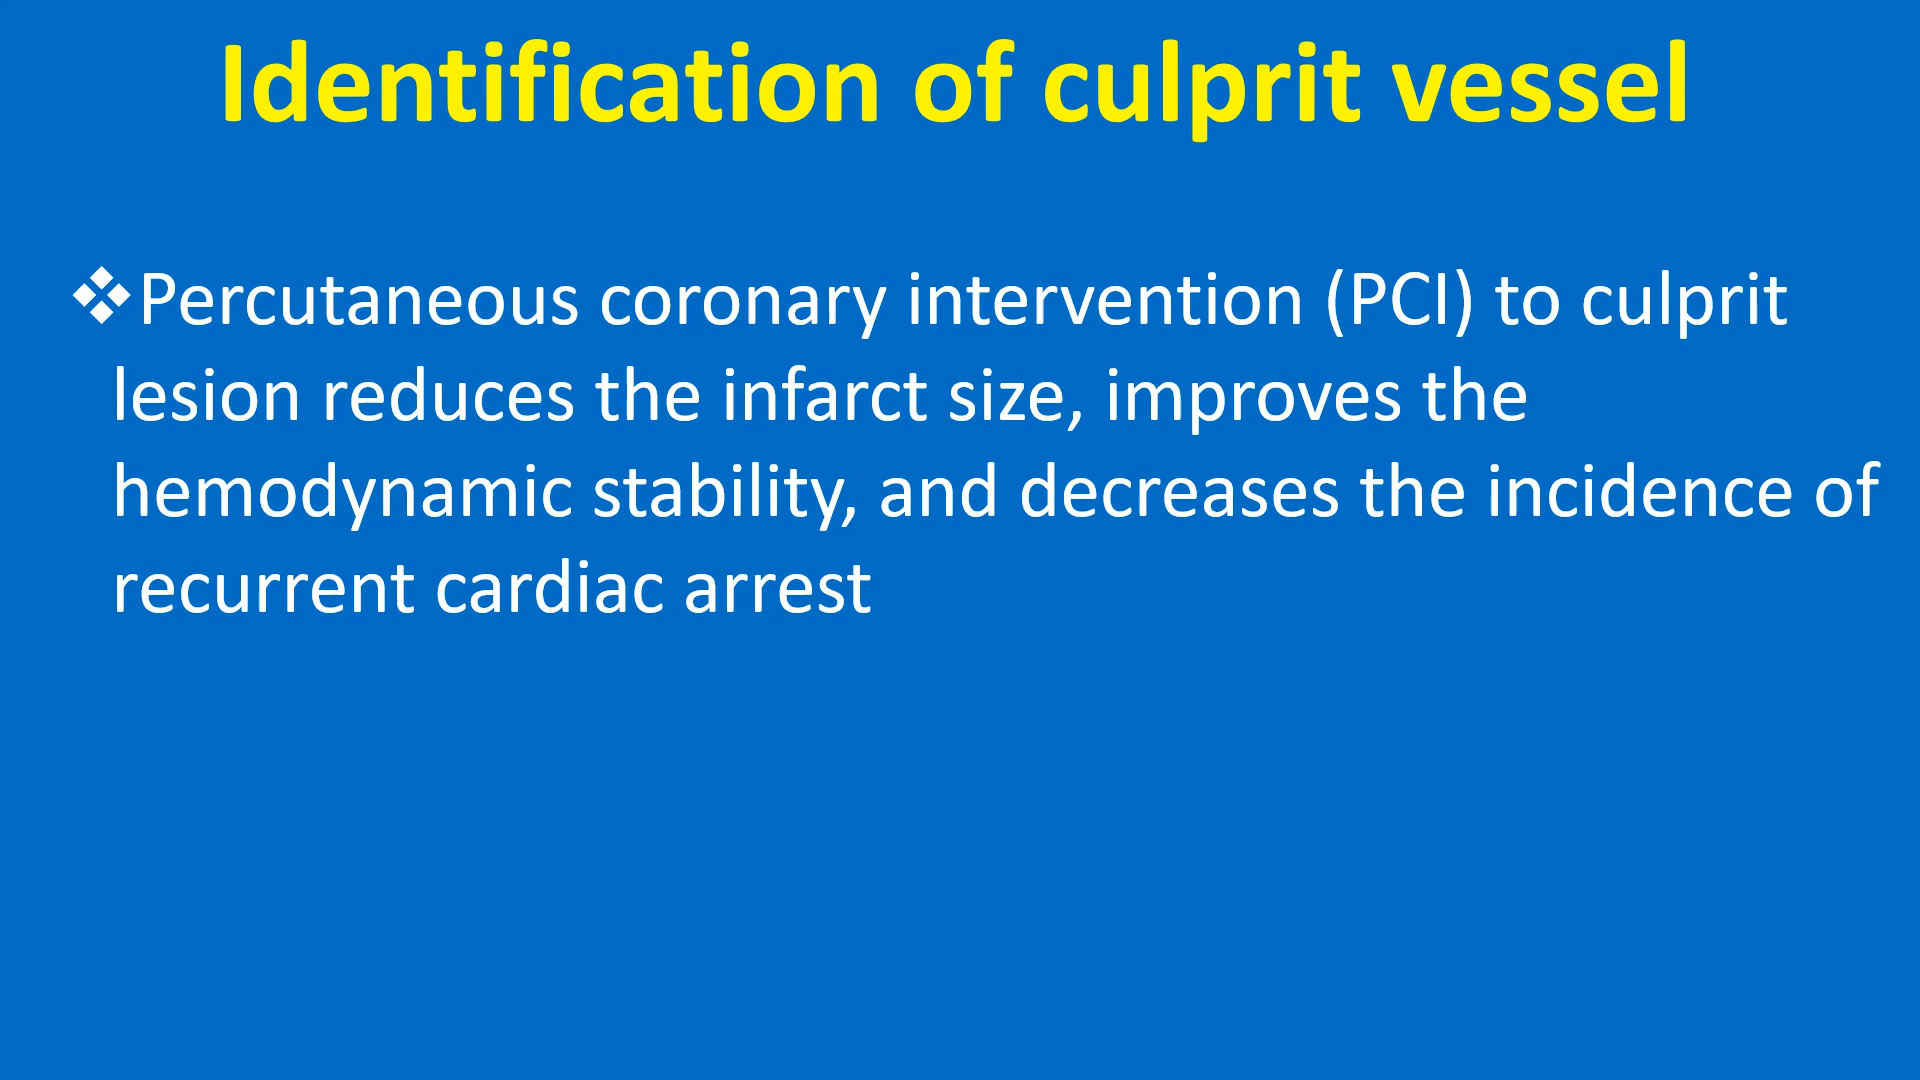 Identification of culprit vessel
❖Percutaneous coronary intervention (PCI) to culprit
lesion reduces the infarct size, improves the
hemodynamic stability, and decreases the incidence of
recurrent cardiac arrest